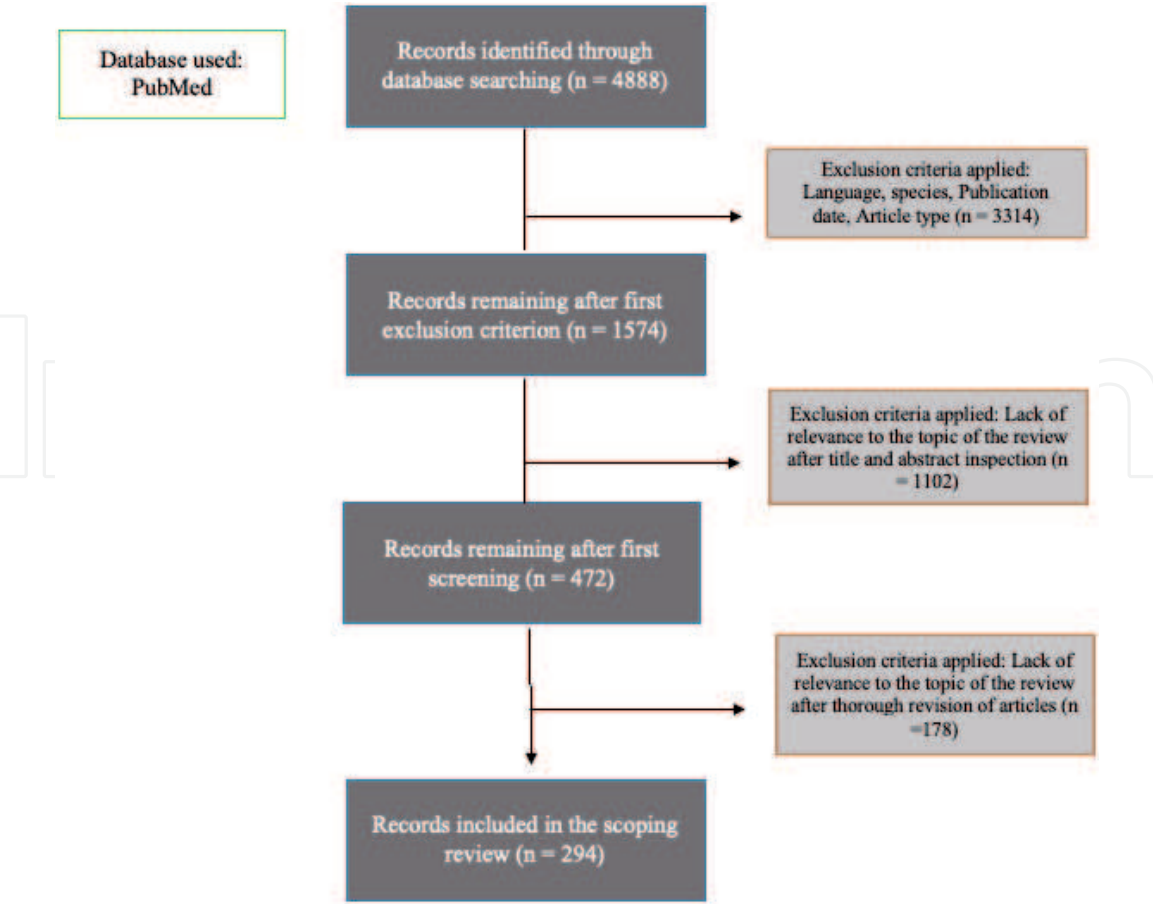 Database used:
PubMed
Records identified through
database searching (n = 4888)
Exclusion criteria applied:
Language, species, Publication
date, Article type (n = 3314)
Records remaining after first
exclusion criterion (n = 1574)
Exclusion criteria applied: Lack of
relevance to the topic of the review
after title and abstract inspection (n
= 1102)
Records remaining after first
screening (n = 472)
Exclusion criteria applied: Lack of
relevance to the topic of the review
after thorough revision of articles (n
=178)
Records included in the scoping
review (n = 294)